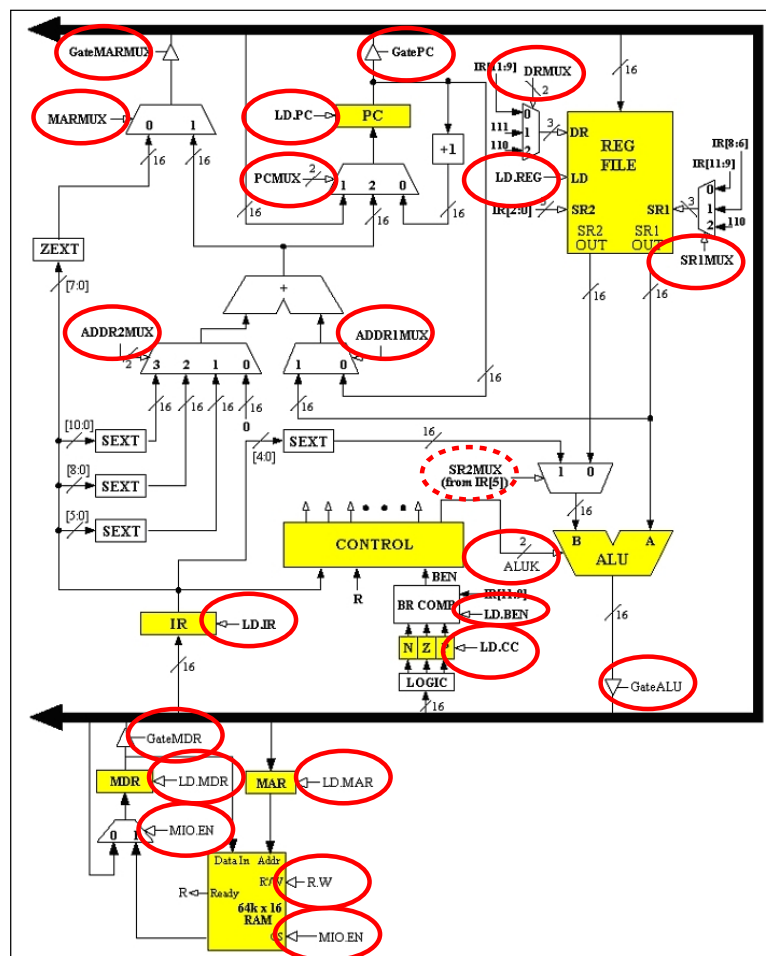 GateMARMUX
GatePC
16
DRMUX
IR[11:9]
2
MARMUX
0 1
LD.PC
PC
0
111
1
110
2
3
DR
REG
FILE
IR[8:6]
IR[11:9]
16
16
+1
PCMUX
2
1 2 0
LD.REG
LD
IR[2:0]
3
SR2
SR1
3
0
1
2
110
16
16
16
ZEXT
SR2
OUT
SR1
OUT
SR1MUX
[7:0]
+
16
16
ADDR2MUX
2
3 2 1 0
ADDR1MUX
1 0
16
16
16
16
16
16
16
0
[10:0]
SEXT
[4:0]
SEXT
16
[8:0]
SEXT
SR2MUX
(from IR[5])
1 0
16
[5:0]
SEXT
CONTROL
2
ALUK
B A
ALU
BEN
R
IR
LD.IR
BR COMP
LD.BEN
16
N Z P
LD.CC
16
LOGIC
GateALU
16
GateMDR
MDR
LD.MDR
MAR
LD.MAR
0 1
MIO.EN
Data In Addr
R
Ready
R.W
64k x 16
RAM
MIO.EN